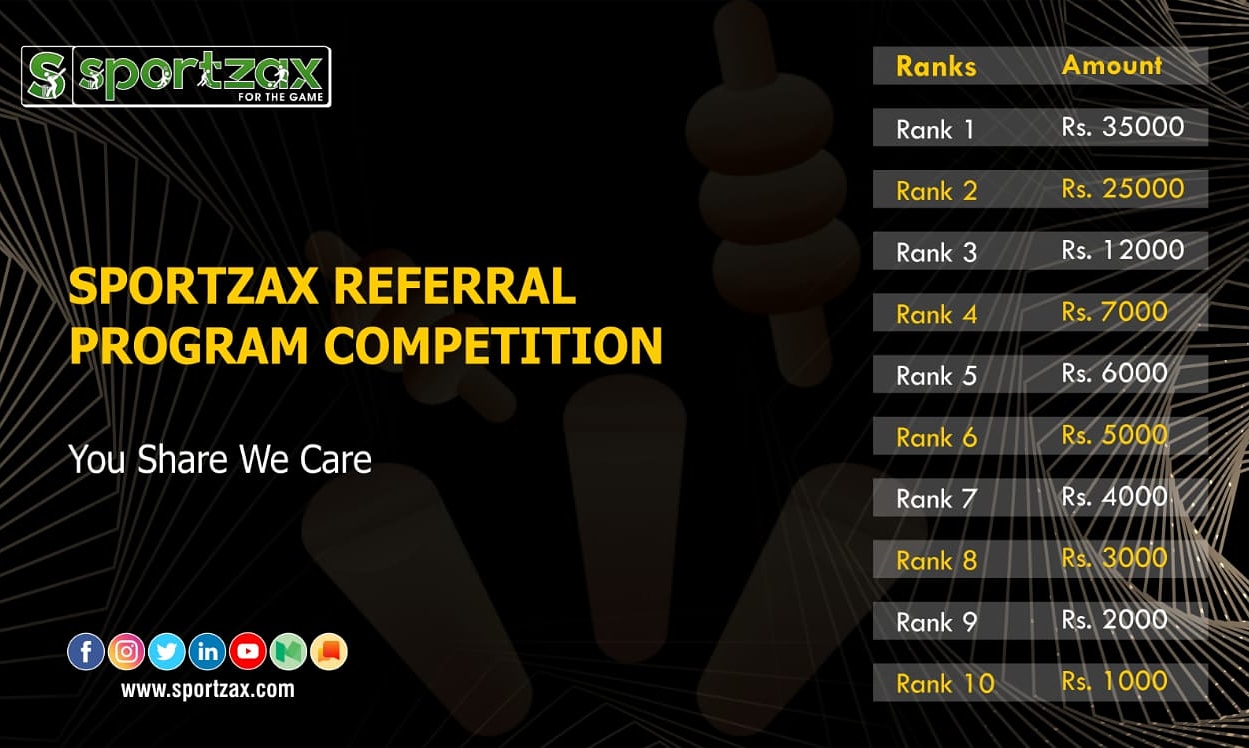 S sportzax
FOR THE GAME
SPORTZAX REFERRAL
PROGRAM COMPETITION
You Share We Care
www.sportzax.com
Ranks Amount
Rank 1 Rs. 35000
Rank 2 Rs. 25000
Rank 3 Rs. 12000
Rank 4 Rs. 7000
Rank 5 Rs. 6000
Rank 6 Rs. 5000
Rank 7 Rs. 4000
Rank 8 Rs. 3000
Rank 9 Rs. 2000
Rank 10 Rs. 1000